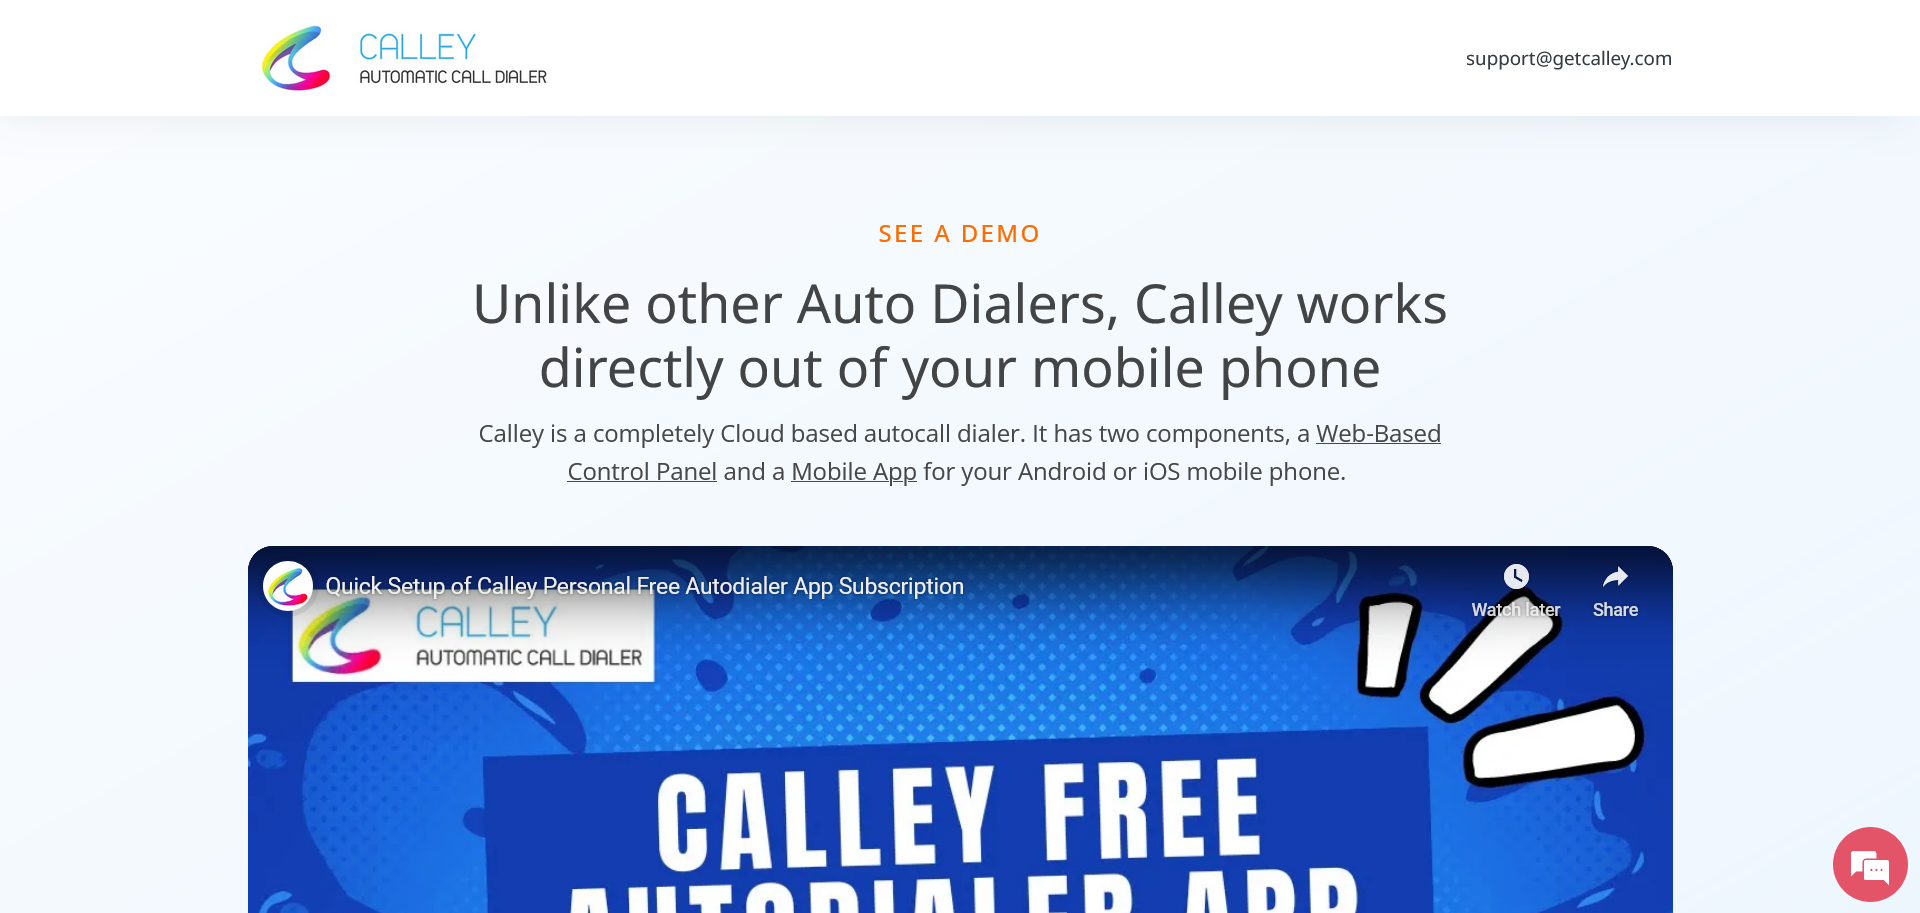 CALLEY
AUTOMATIC CALL DIALER
support@getcalley.com
SEE A DEMO
Unlike other Auto Dialers, Calley works
directly out of your mobile phone
Calley is a completely Cloud based autocall dialer. It has two components, a Web-Based
Control Panel and a Mobile App for your Android or iOS mobile phone.
Quick Setup of Calley Personal Free Autodialer App Subscription
Watch later
Share
CALLEY
AUTOMATIC CALL DIALER
CALLEY FREE
AUTODIALER APP